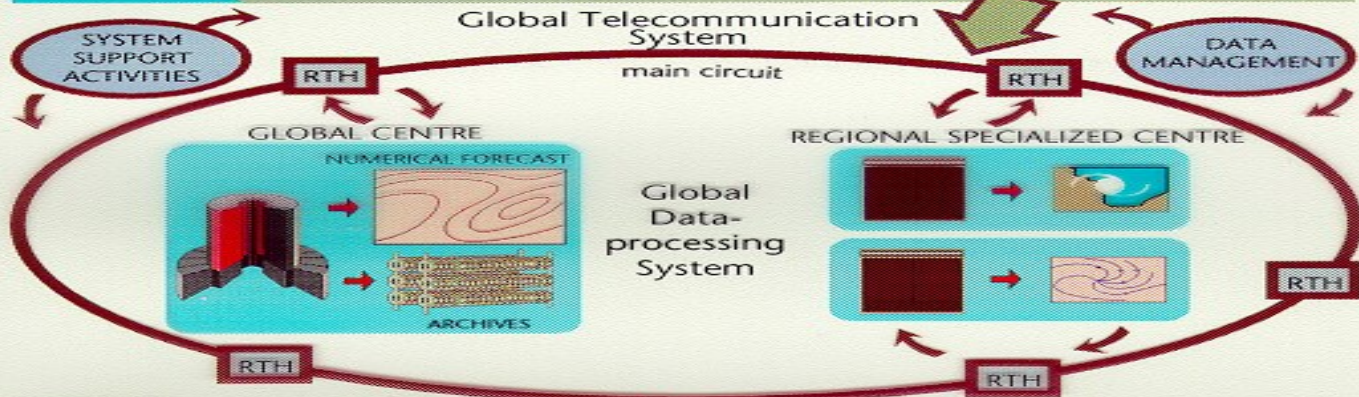 Global Telecommunication
System
main circuit
SYSTEM
SUPPORT
ACTIVITIES
DATA
MANAGEMENT
RTH
RTH
GLOBAL CENTRE
NUMERICAL FORECAST
ARCHIVES
Global
Data-
processing
System
REGIONAL SPECIALIZED CENTRE
RTH
RTH
RTH